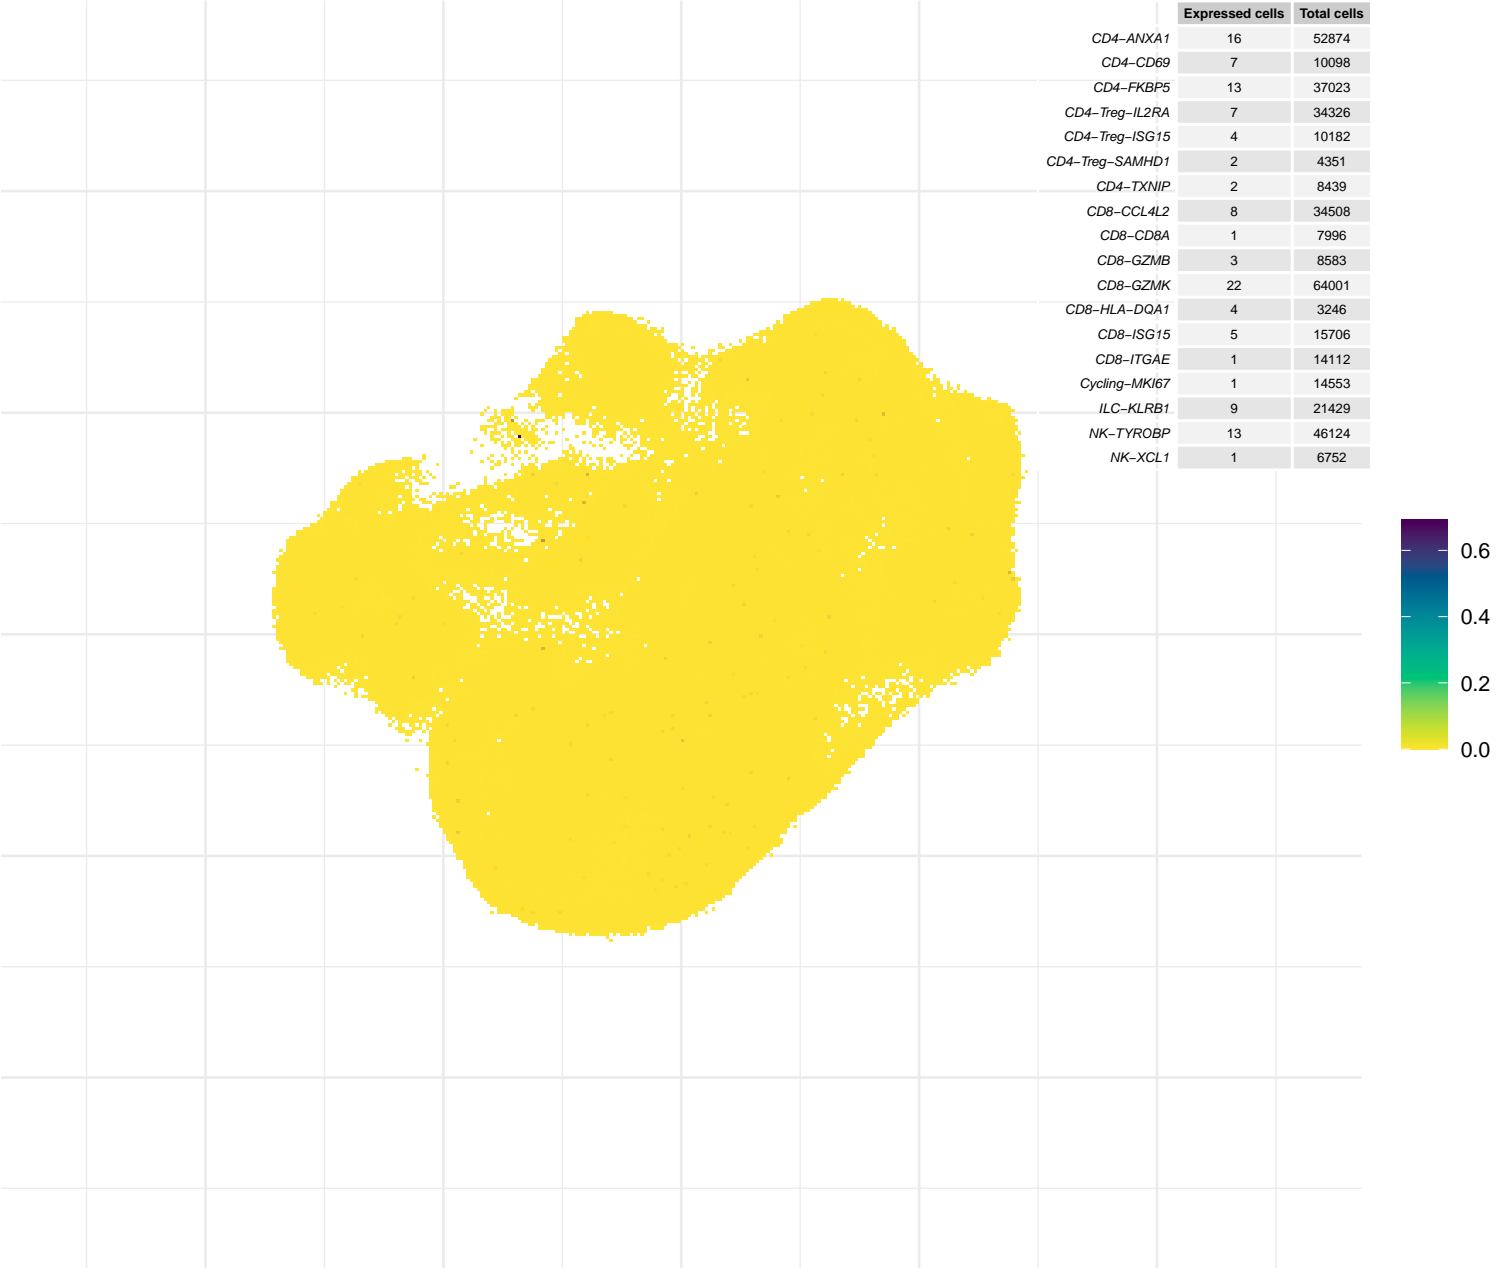 Expressed cells Total cells
CD4−ANXA1 16 52874
CD4−CD69 7 10098
CD4−FKBP5 13 37023
CD4−Treg−IL2RA 7 34326
CD4−Treg−ISG15 4 10182
CD4−Treg−SAMHD1 2 4351
CD4−TXNIP 2 8439
CD8−CCL4L2 8 34508
CD8−CD8A 1 7996
CD8−GZMB 3 8583
CD8−GZMK 22 64001
CD8−HLA−DQA1 4 3246
CD8−ISG15 5 15706
CD8−ITGAE 1 14112
Cycling−MKI67 1 14553
ILC−KLRB1 9 21429
NK−TYROBP 13 46124
NK−XCL1 1 6752
0.6
0.4
0.2
0.0